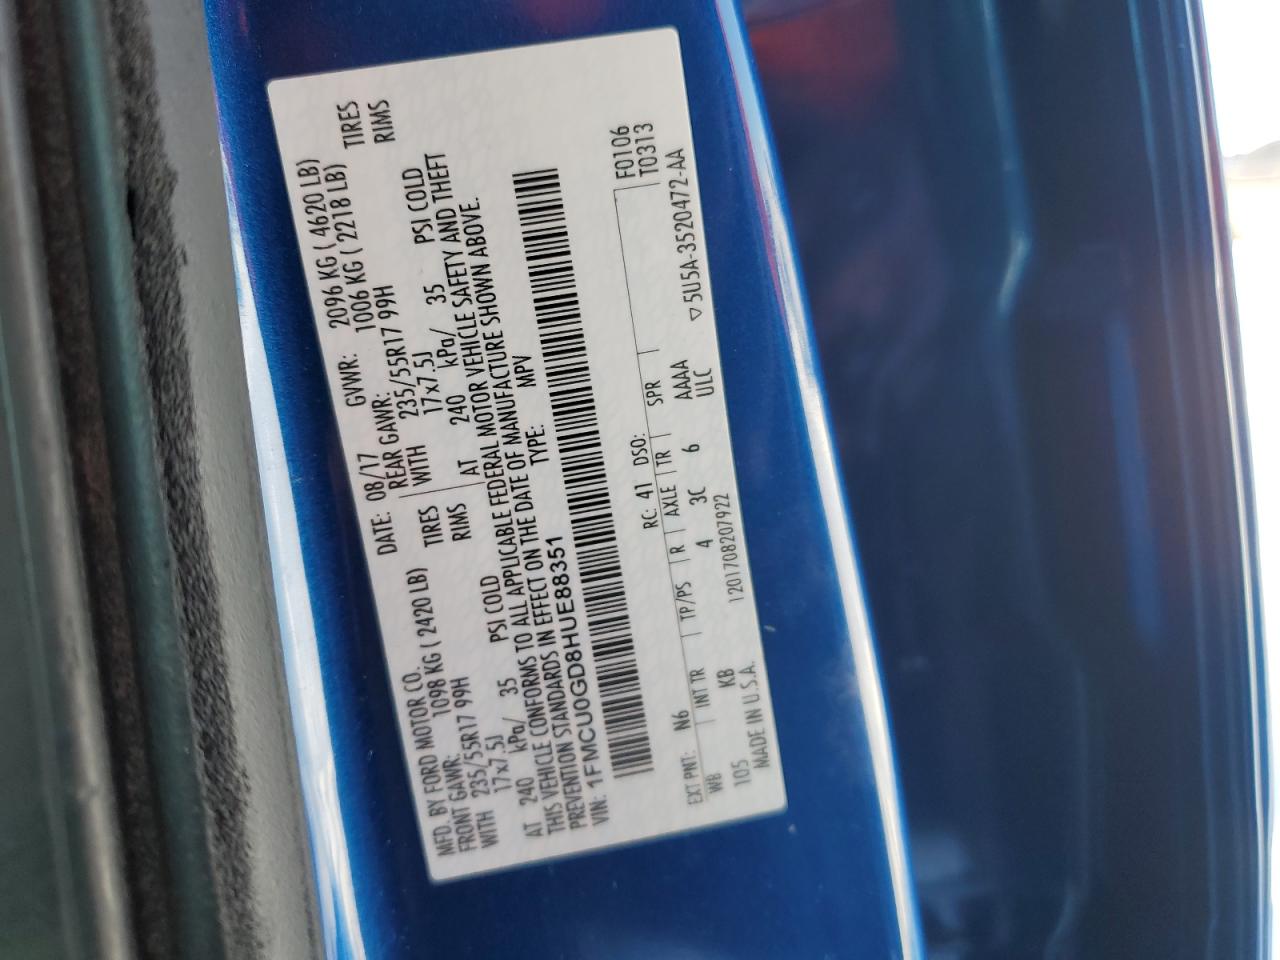 MFD. BY FORD MOTOR CO.
DATE: 08/17 GVWR: 2096 KG ( 4620 LB)
FRONT GAWR: 1098 KG ( 2420 LB) REAR GAWR: 1006 KG ( 2218 LB)
WITH 235/55R17 99H TIRES WITH 235/55R17 99H TIRES
17x7.5J RIMS 17x7.5J RIMS
AT 240 kPa/ 35 PSI COLD AT 240 kPa/ 35 PSI COLD
THIS VEHICLE CONFORMS TO ALL APPLICABLE FEDERAL MOTOR VEHICLE SAFETY AND THEFT
PREVENTION STANDARDS IN EFFECT ON THE DATE OF MANUFACTURE SHOWN ABOVE.
VIN: 1FMCU0GD8HUE88351 TYPE: MPV
F0106
EXT PNT: N6 RC: 41 DSO: T0313
WB INT TR TP/PS R AXLE TR SPR
105 KB 4 3C 6 AAAA ▽5U5A-3520472-AA
MADE IN U.S.A. 1201708207922 ULC